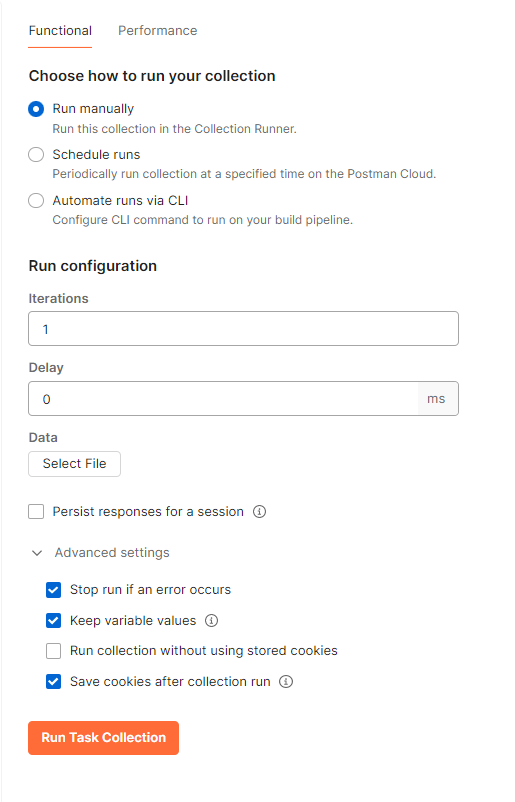 Functional Performance
Choose how to run your collection
Run manually
Run this collection in the Collection Runner.
Schedule runs
Periodically run collection at a specified time on the Postman Cloud.
Automate runs via CLI
Configure CLI command to run on your build pipeline.
Run configuration
Iterations
1
Delay
0 ms
Data
Select File
Persist responses for a session
Advanced settings
Stop run if an error occurs
Keep variable values
Run collection without using stored cookies
Save cookies after collection run
Run Task Collection